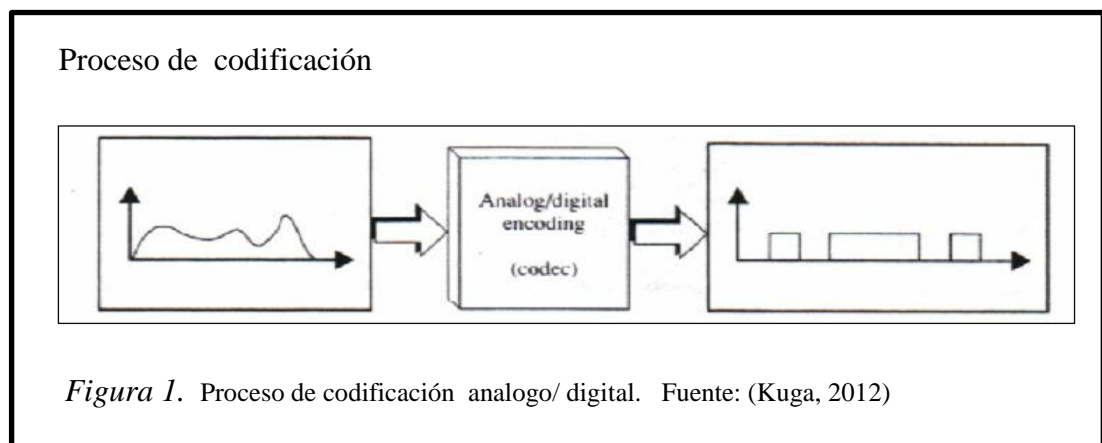 Proceso de codificación
Analog/digital
encoding
(codec)
Figura 1. Proceso de codificación analogo/ digital. Fuente: (Kuga, 2012)